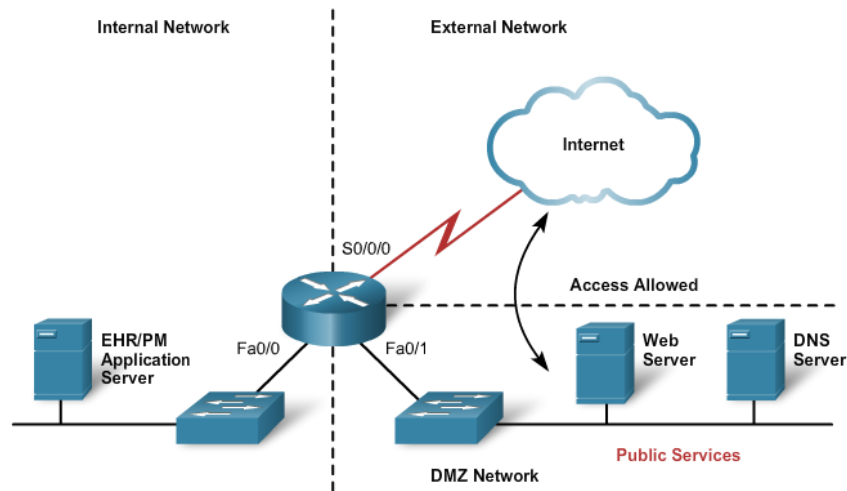 Internal Network
External Network
Internet
S0/0/0
Access Allowed
EHR/PM
Application
Server
Fa0/0
Fa0/1
Web
Server
DNS
Server
Public Services
DMZ Network